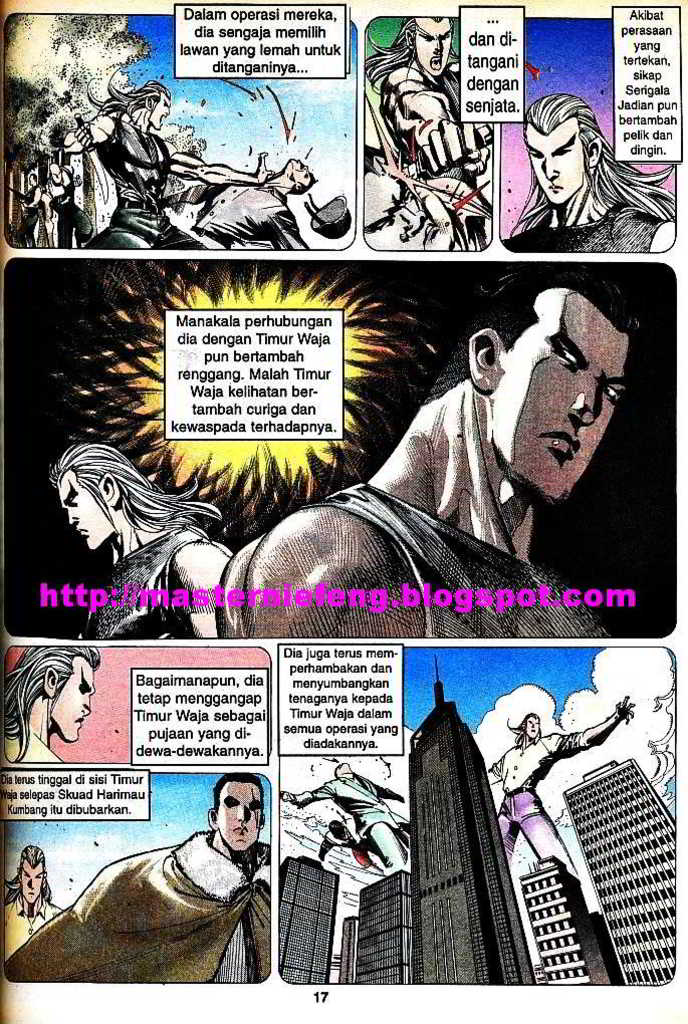 Dalam operasi mereka,
dia sengaja memilih
lawan yang lemah untuk
ditanganinya...
...
dan di-
tangani
dengan
senjata.
Akibat
perasaan
yang
tertekan,
sikap
Serigala
Jadian pun
bertambah
pelik dan
dingin.
Manakala perhubungan
dia dengan Timur Waja
pun bertambah
renggang. Malah Timur
Waja kelihatan ber-
tambah curiga dan
kewaspada terhadapnya.
http://masterniefeng.blogspot.com
Bagaimanapun, dia
tetap menggangap
Timur Waja sebagai
pujaan yang di-
dewa-dewakannya.
Dia terus tinggal di sisi Timur
Waja selepas Skuad Harimau
Kumbang itu dibubarkan.
Dia juga terus mem-
perhambakan dan
menyumbangkan
tenaganya kepada
Timur Waja dalam
semua operasi yang
diadakannya.
17